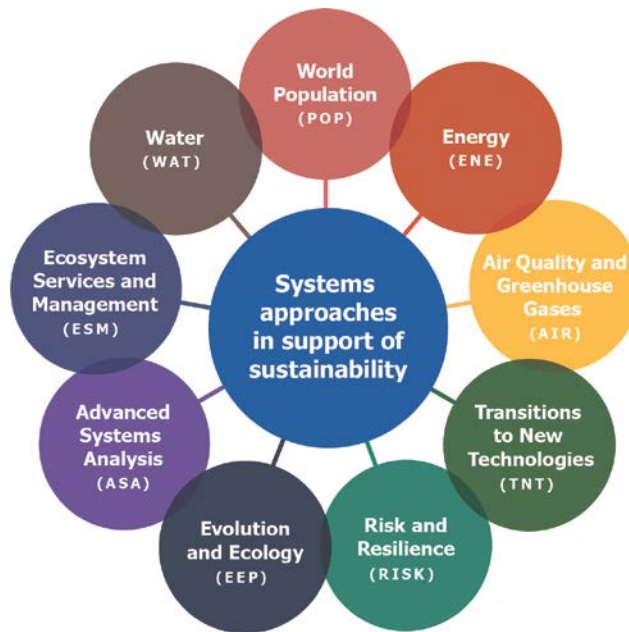 World
Population
(POP)
Energy
(ENE)
Air Quality and
Greenhouse
Gases
(AIR)
Transitions
to New
Technologies
(TNT)
Risk and
Resilience
(RISK)
Evolution
and Ecology
(EEP)
Advanced
Systems
Analysis
(ASA)
Ecosystem
Services and
Management
(ESM)
Water
(WAT)
Systems
approaches
in support of
sustainability